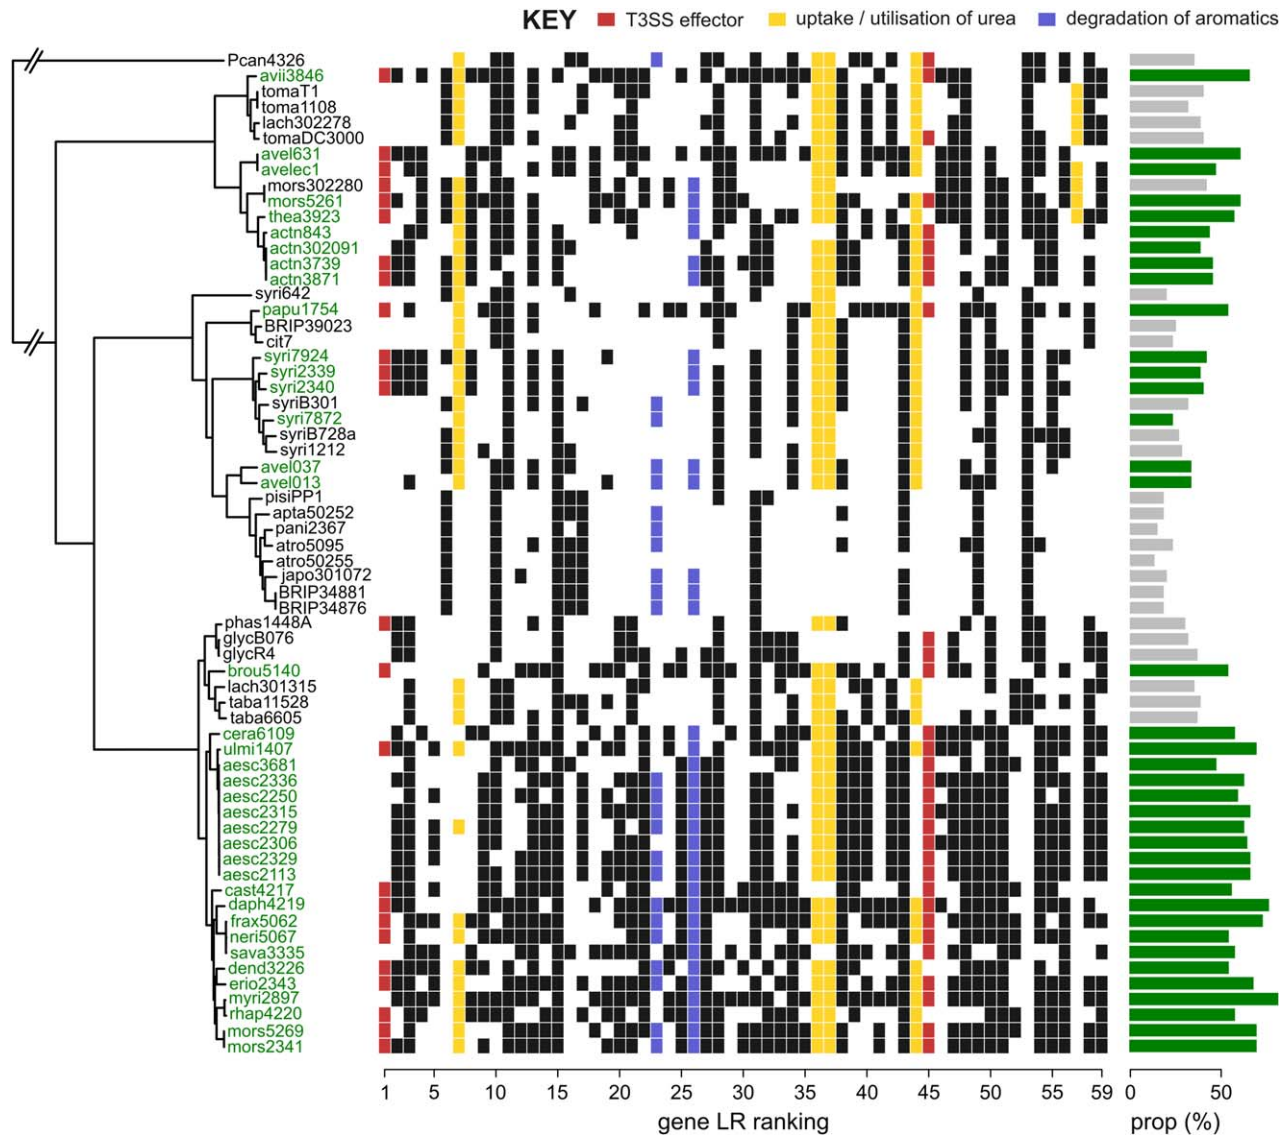 KEY T3SS effector uptake / utilisation of urea degradation of aromatics
Pcan4326
avii3846
tomaT1
toma1108
lach302278
tomaDC3000
avel631
avelec1
mors302280
mors5261
thea3923
actn843
actn302091
actn3739
actn3871
syri642
papu1754
BRIP39023
cit7
syri7924
syri2339
syri2340
syriB301
syri7872
syriB728a
syri1212
avel037
avel013
pisiPP1
apta50252
pani2367
atro5095
atro50255
japo301072
BRIP34881
BRIP34876
phas1448A
glycB076
glycR4
brou5140
lach301315
taba11528
taba6605
cera6109
ulmi1407
aesc3681
aesc2336
aesc2250
aesc2315
aesc2279
aesc2306
aesc2329
aesc2113
cast4217
daph4219
frax5062
neri5067
sava3335
dend3226
erio2343
myri2897
rhap4220
mors5269
mors2341
1 5 10 15 20 25 30 35 40 45 50 55 59 0 50
gene LR ranking prop (%)